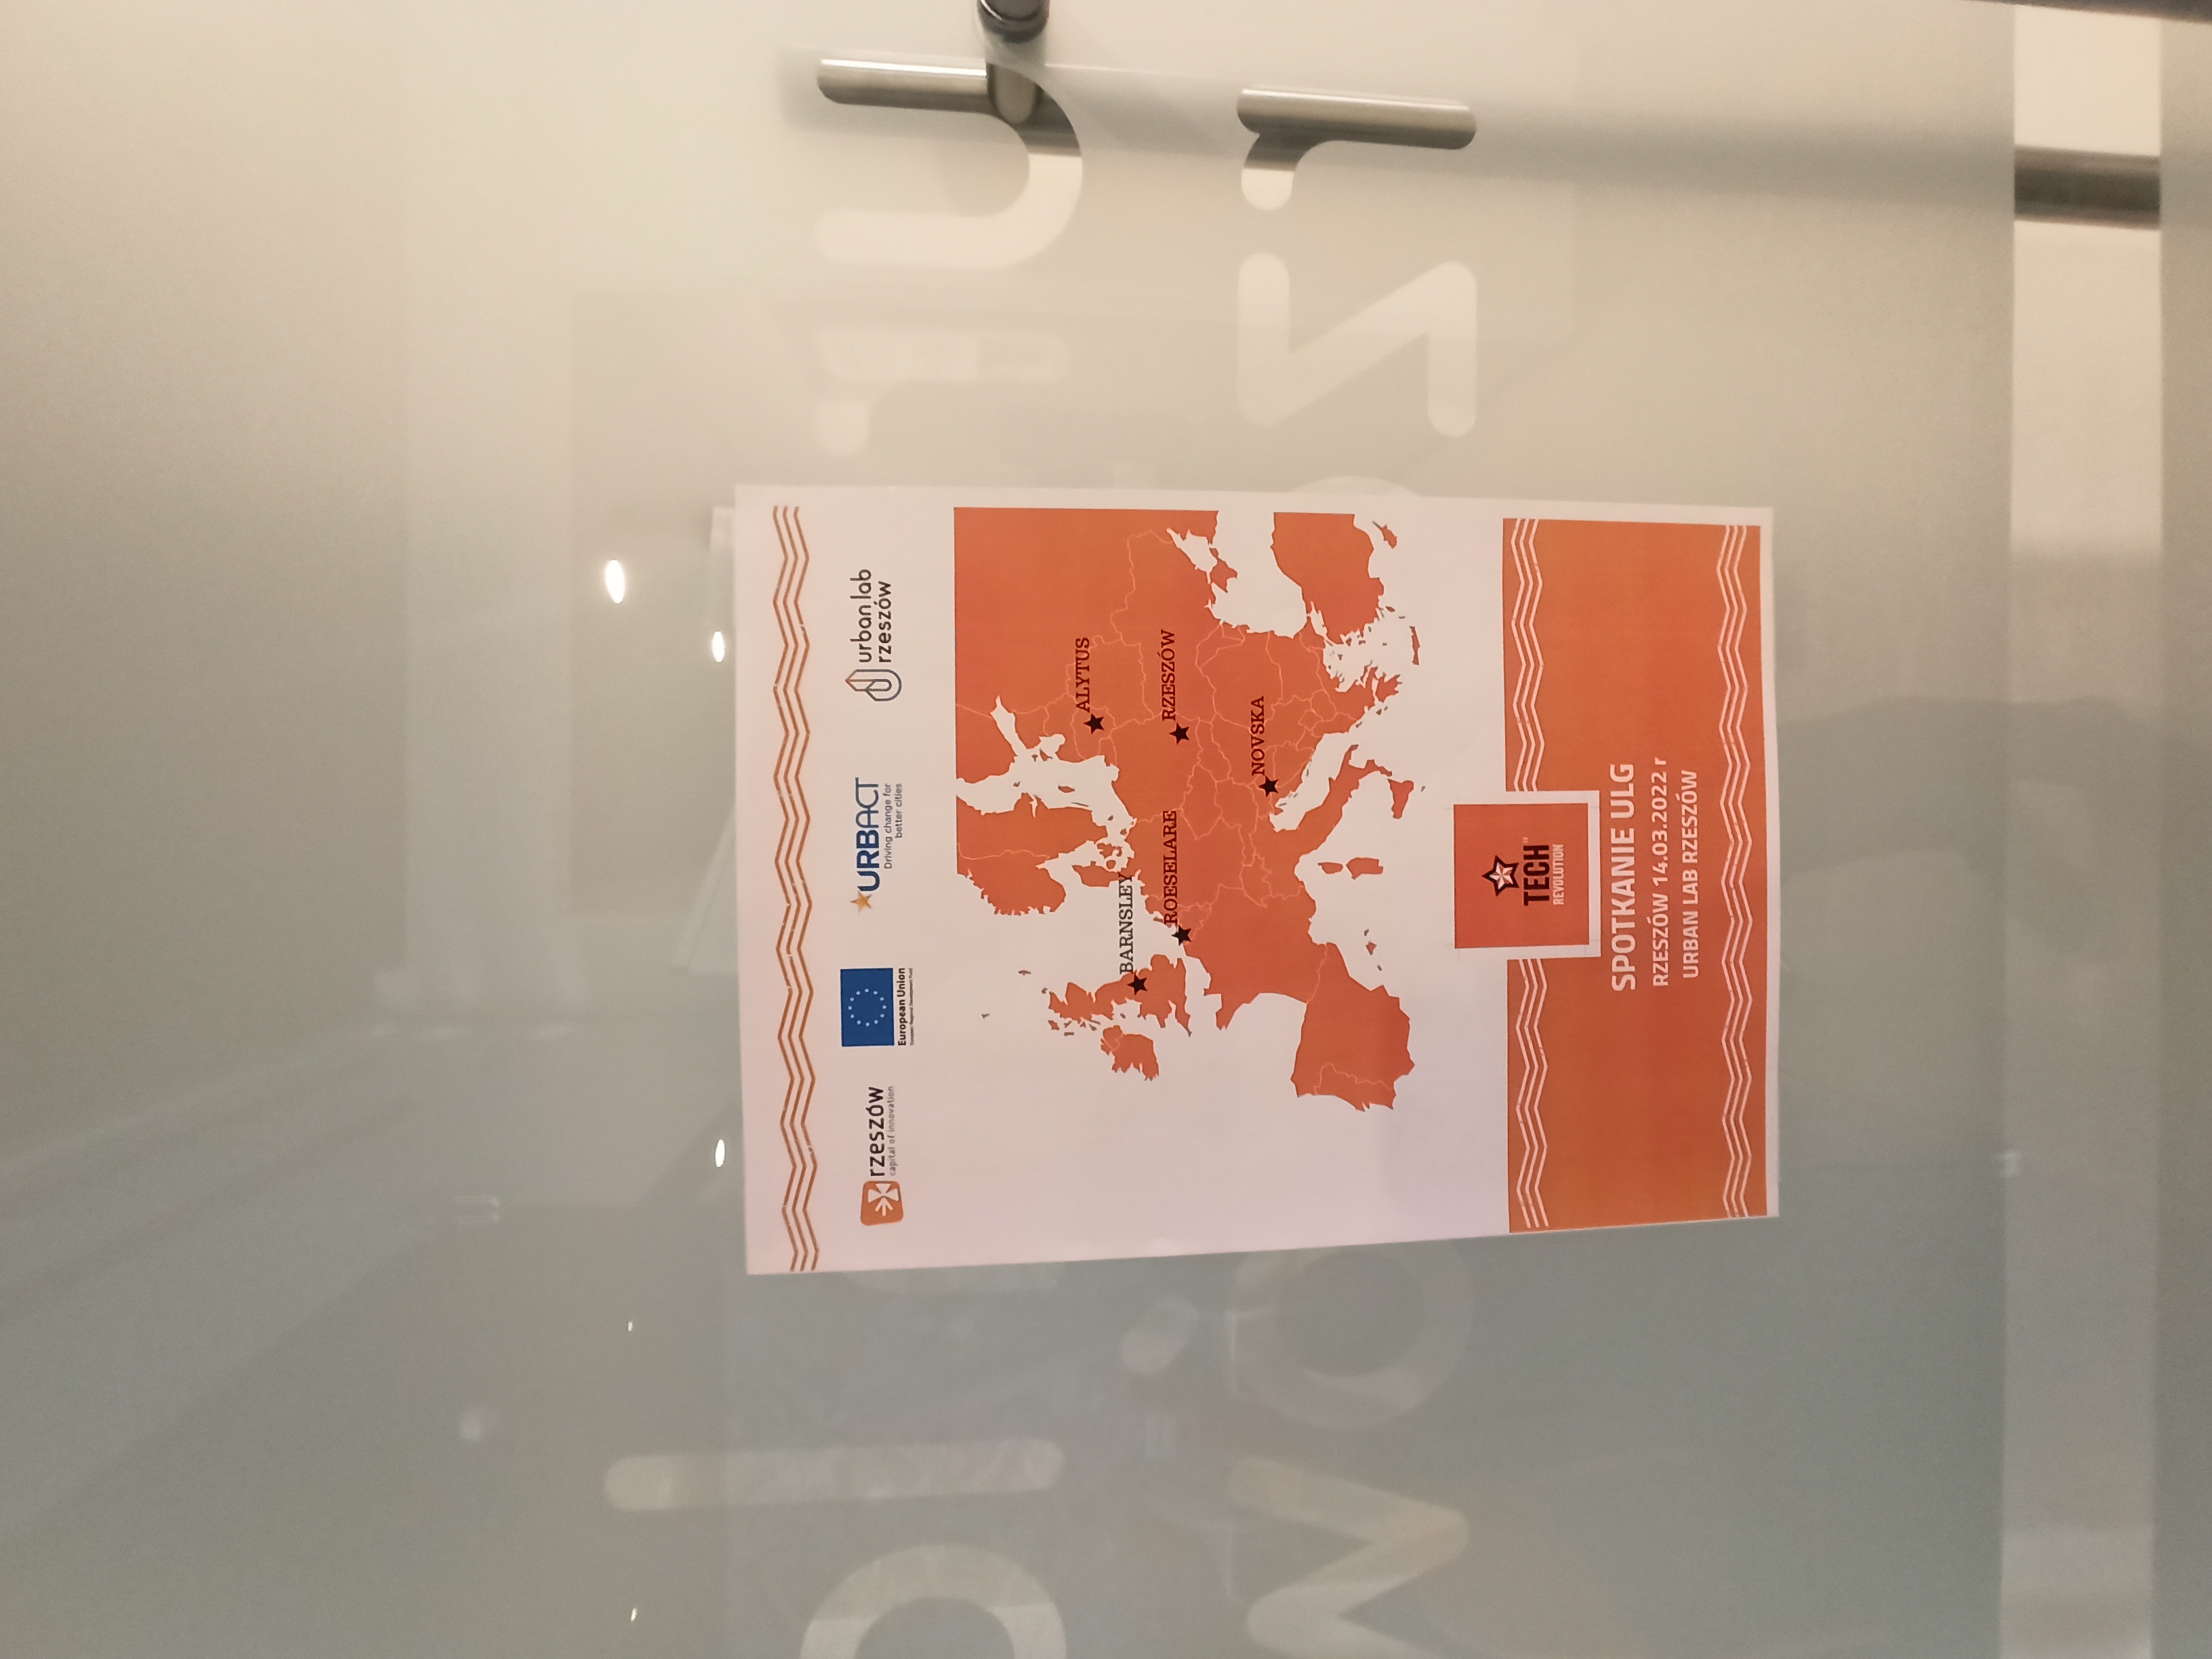 rzeszów
capital of innovation
European Union
European Regional Development Fund
URBACT
Driving change for
better cities
urban lab
rzeszów
ALYTUS
BARNSLEY
ROESELARE
RZESZÓW
NOVSKA
TECH
REVOLUTION
SPOTKANIE ULG
RZESZÓW 14.03.2022 r
URBAN LAB RZESZÓW